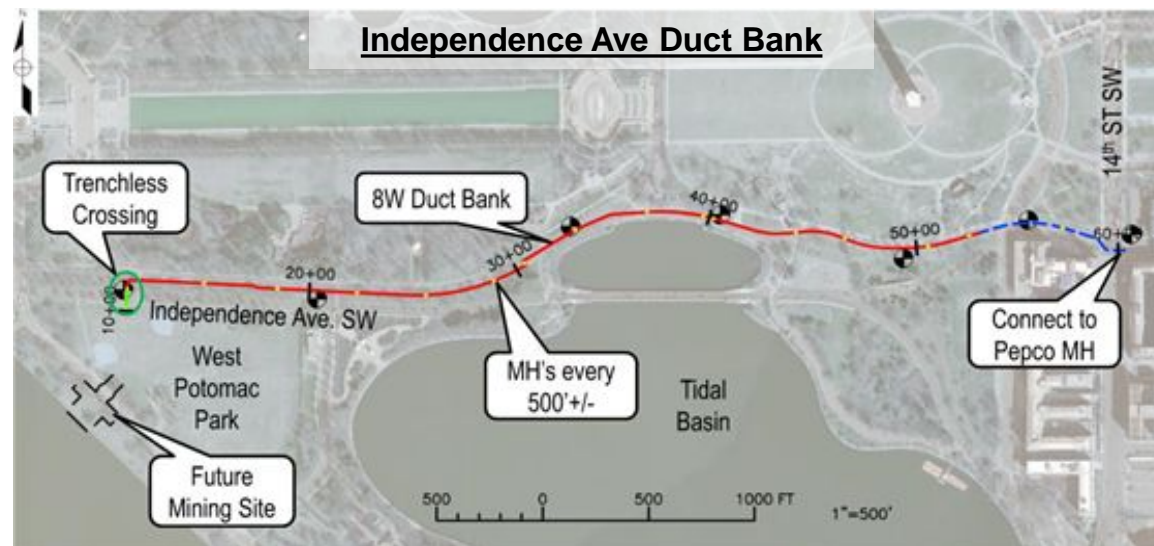 Independence Ave Duct Bank
14th ST SW
Trenchless
Crossing
8W Duct Bank
40+00
50+00
60+00
30+00
20+00
10+00
Independence Ave. SW
Connect to
Pepco MH
West
Potomac
Park
MH's every
500'+/-
Tidal
Basin
Future
Mining Site
500 0 500 1000 FT
1"=500'